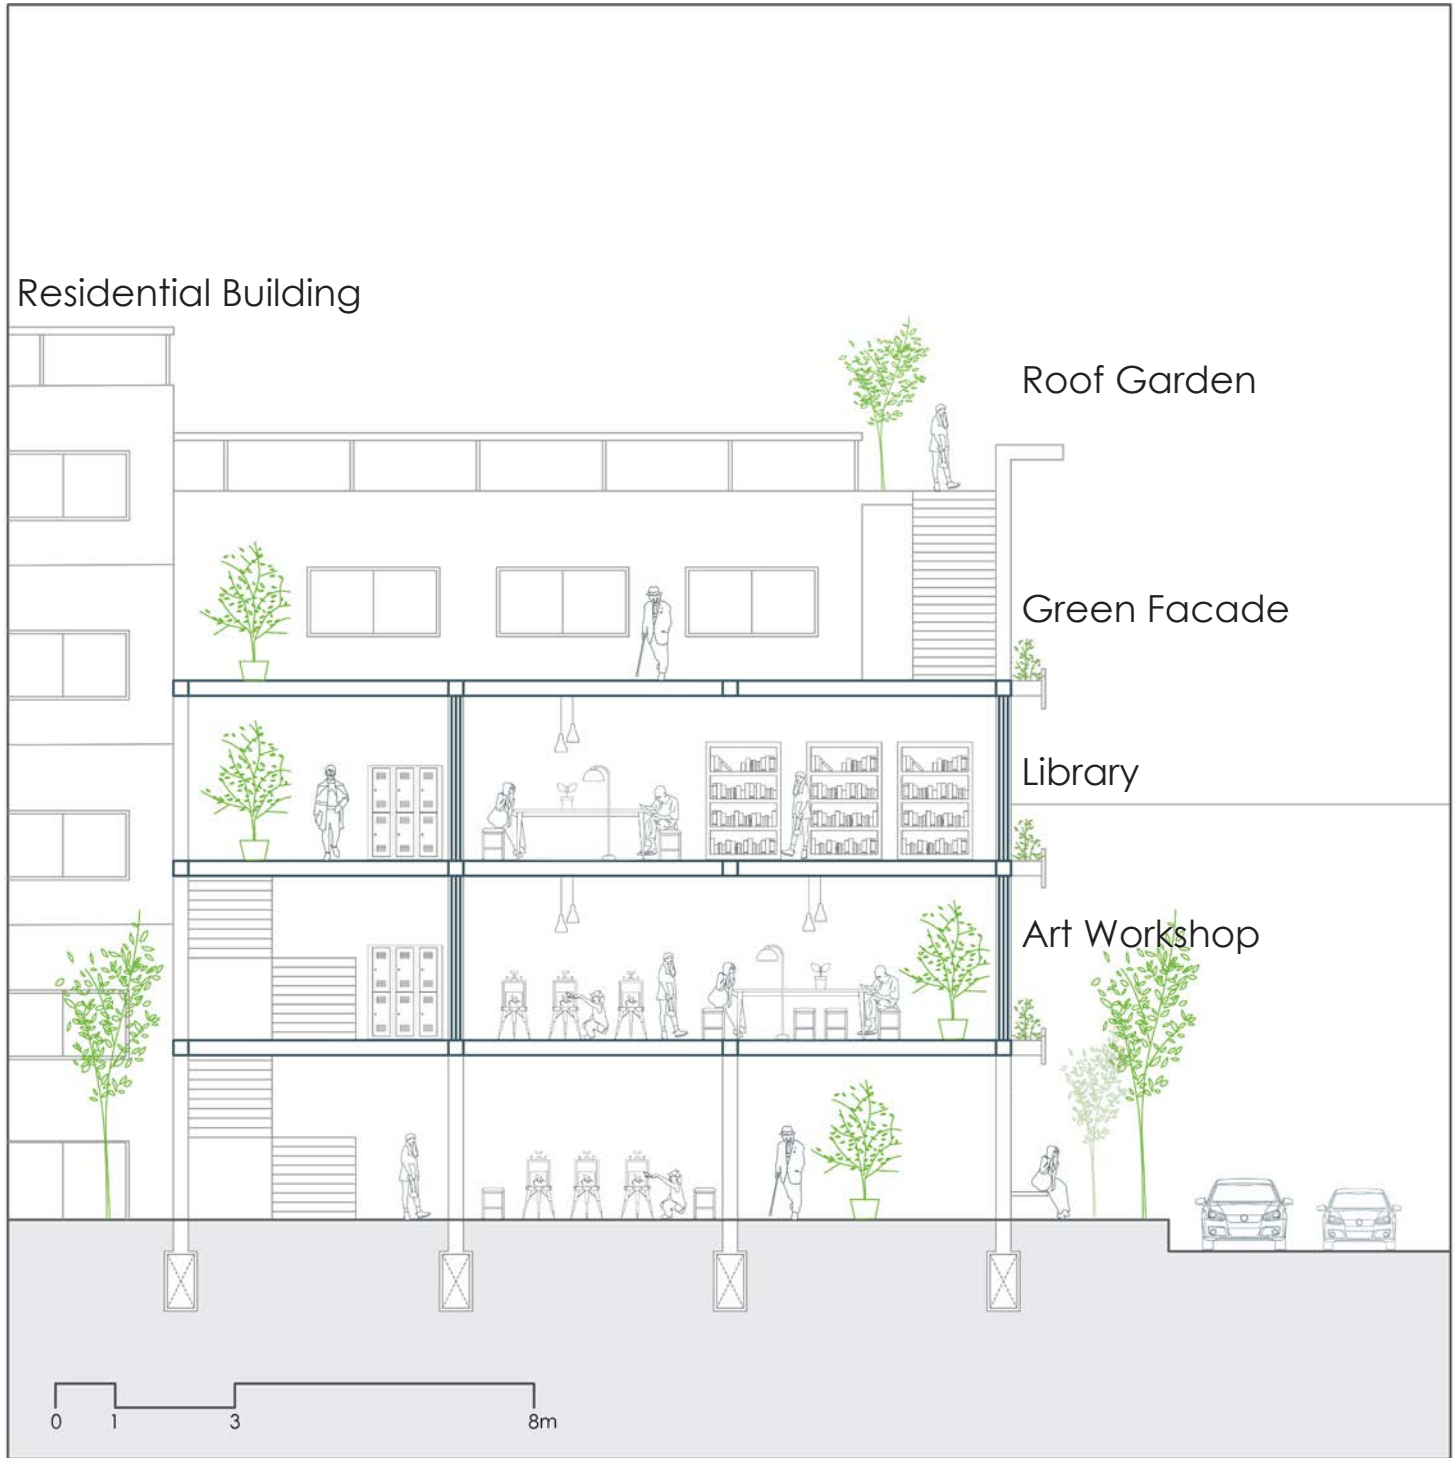 Residential Building
Roof Garden
Green Facade
Library
Art Workshop
0 1 3 8m